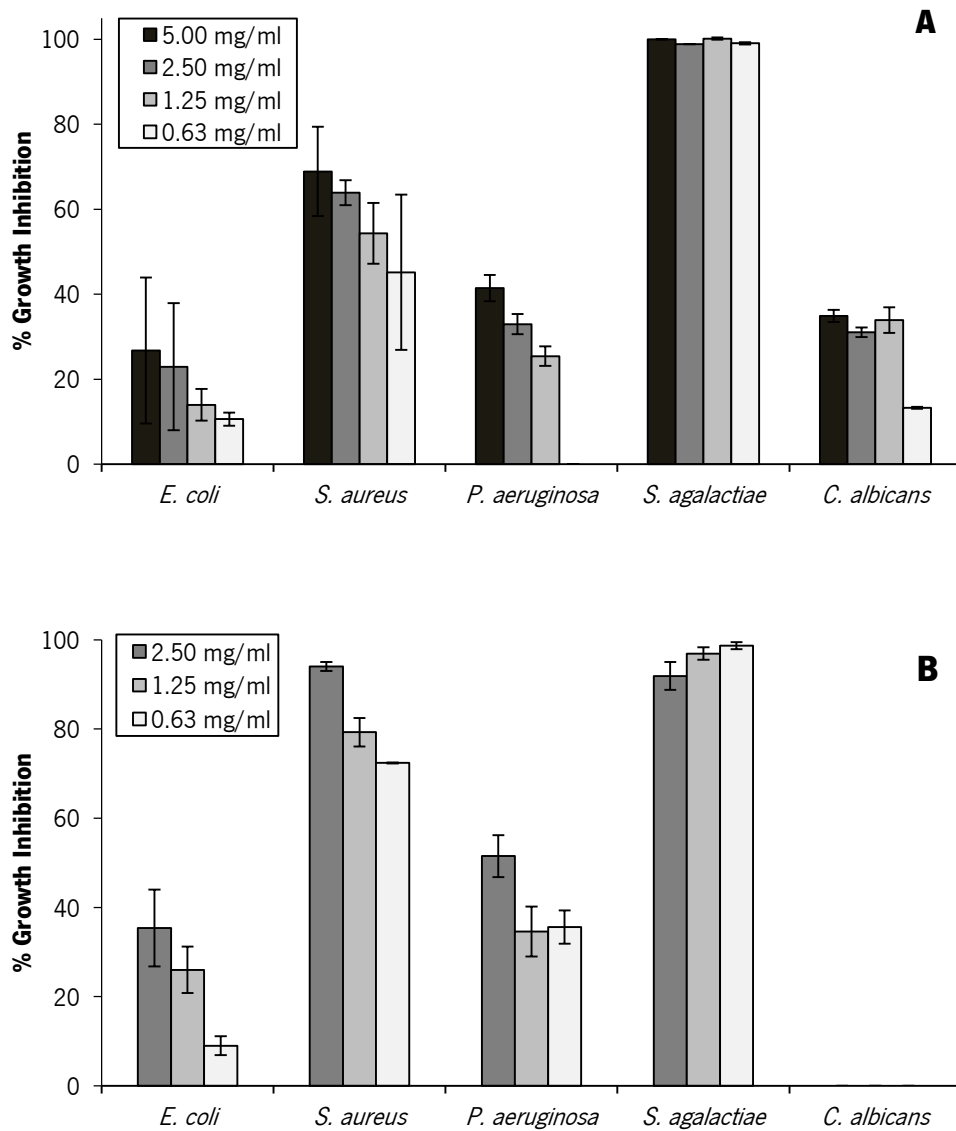 A
5.00 mg/ml
2.50 mg/ml
1.25 mg/ml
0.63 mg/ml
% Growth Inhibition
100
80
60
40
20
0
E. coli S. aureus P. aeruginosa S. agalactiae C. albicans
B
2.50 mg/ml
1.25 mg/ml
0.63 mg/ml
% Growth Inhibition
100
80
60
40
20
0
E. coli S. aureus P. aeruginosa S. agalactiae C. albicans